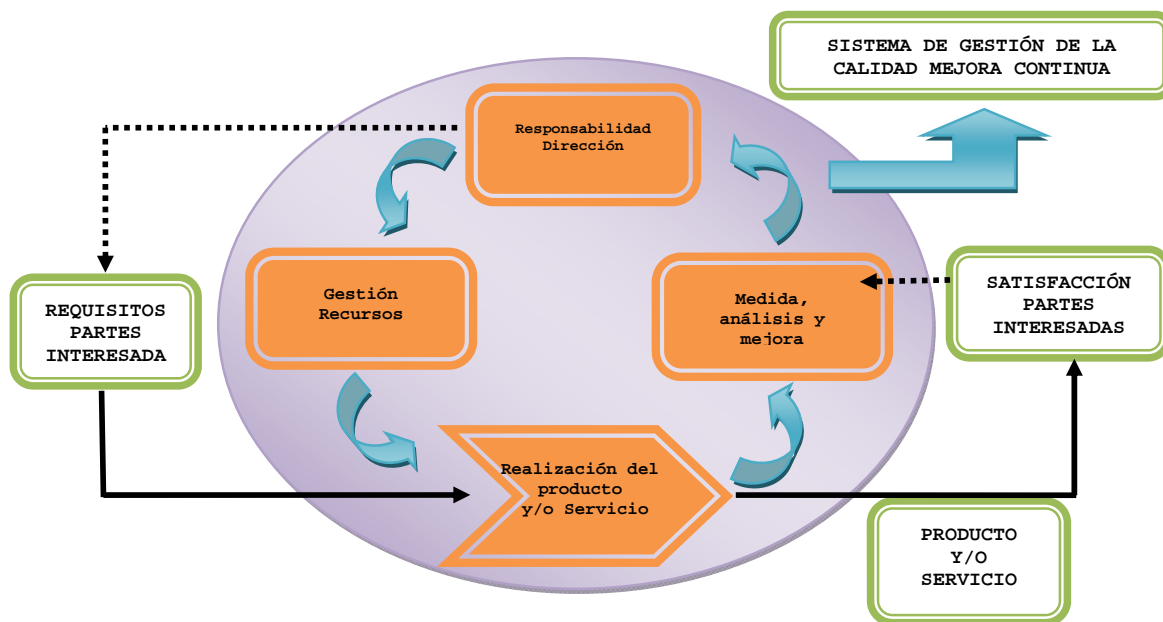 SISTEMA DE GESTIÓN DE LA
CALIDAD MEJORA CONTINUA
Responsabilidad
Dirección
Gestión
Recursos
Medida,
análisis y
mejora
REQUISITOS
PARTES
INTERESADA
SATISFACCIÓN
PARTES
INTERESADAS
Realización del
producto
y/o Servicio
PRODUCTO
Y/O
SERVICIO